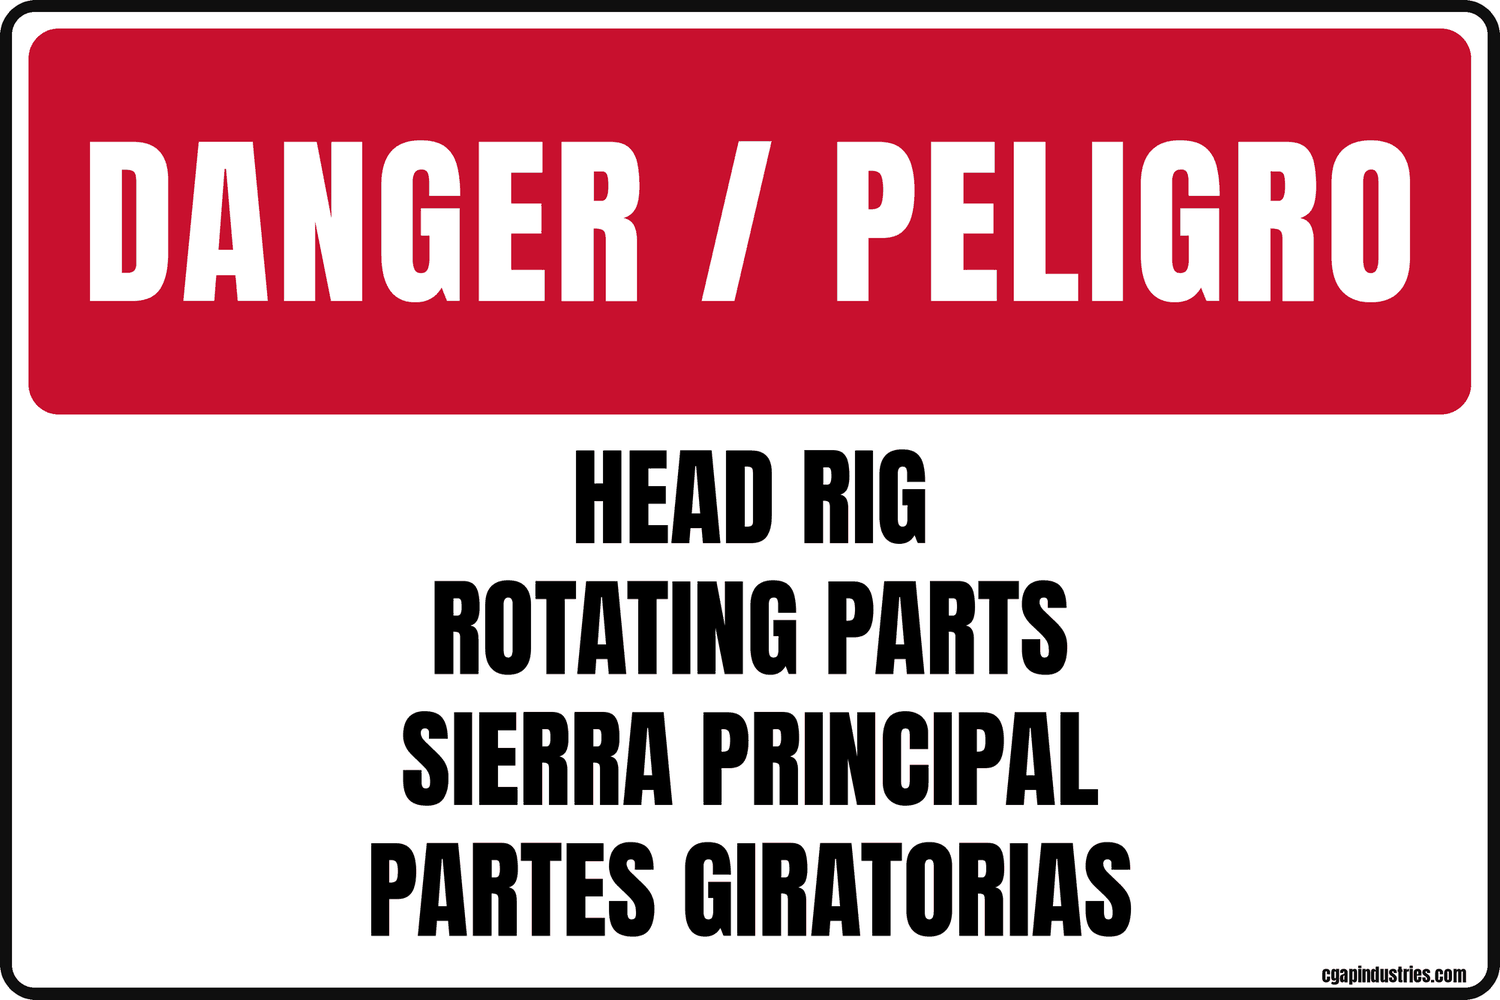 DANGER / PELIGRO
HEAD RIG
ROTATING PARTS
SIERRA PRINCIPAL
PARTES GIRATORIAS
cgapindustries.com